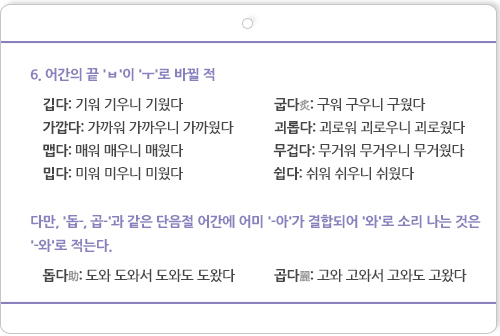 6. 어간의 끝 'ㅂ'이 'ㅜ'로 바뀔 적
깁다: 기워 기우니 기웠다 굽다炙: 구워 구우니 구웠다
가깝다: 가까워 가까우니 가까웠다 괴롭다: 괴로워 괴로우니 괴로웠다
맵다: 매워 매우니 매웠다 무겁다: 무거워 무거우니 무거웠다
밉다: 미워 미우니 미웠다 쉽다: 쉬워 쉬우니 쉬웠다
다만, '돕-, 곱-'과 같은 단음절 어간에 어미 '-아'가 결합되어 '와'로 소리 나는 것은
'-와'로 적는다.
돕다助: 도와 도와서 도와도 도왔다 곱다麗: 고와 고와서 고와도 고왔다